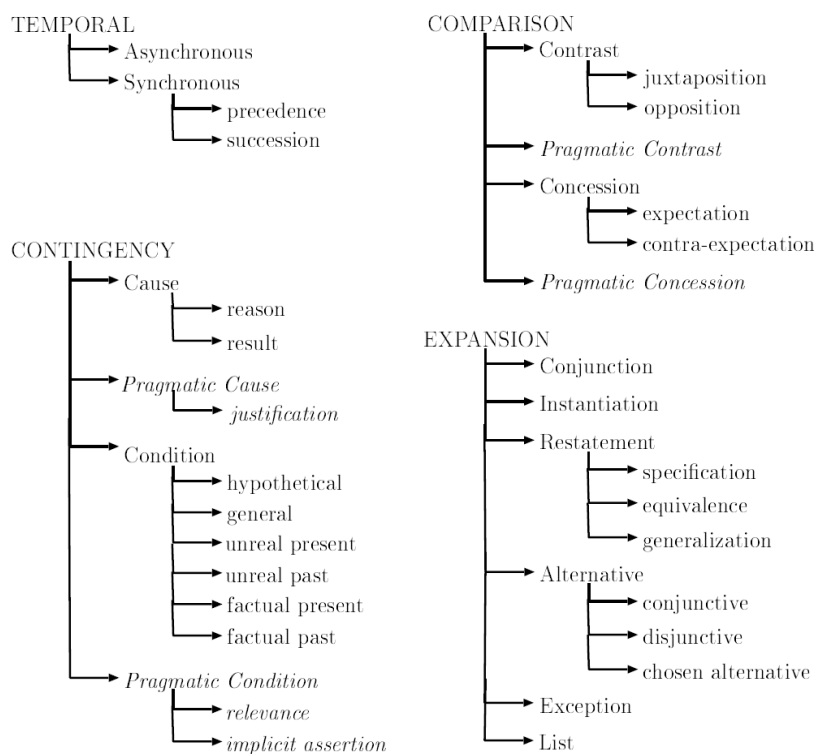 TEMPORAL
Asynchronous
Synchronous
precedence
succession
CONTINGENCY
Cause
reason
result
Pragmatic Cause
justification
Condition
hypothetical
general
unreal present
unreal past
factual present
factual past
Pragmatic Condition
relevance
implicit assertion
COMPARISON
Contrast
juxtaposition
opposition
Pragmatic Contrast
Concession
expectation
contra-expectation
Pragmatic Concession
EXPANSION
Conjunction
Instantiation
Restatement
specification
equivalence
generalization
Alternative
conjunctive
disjunctive
chosen alternative
Exception
List